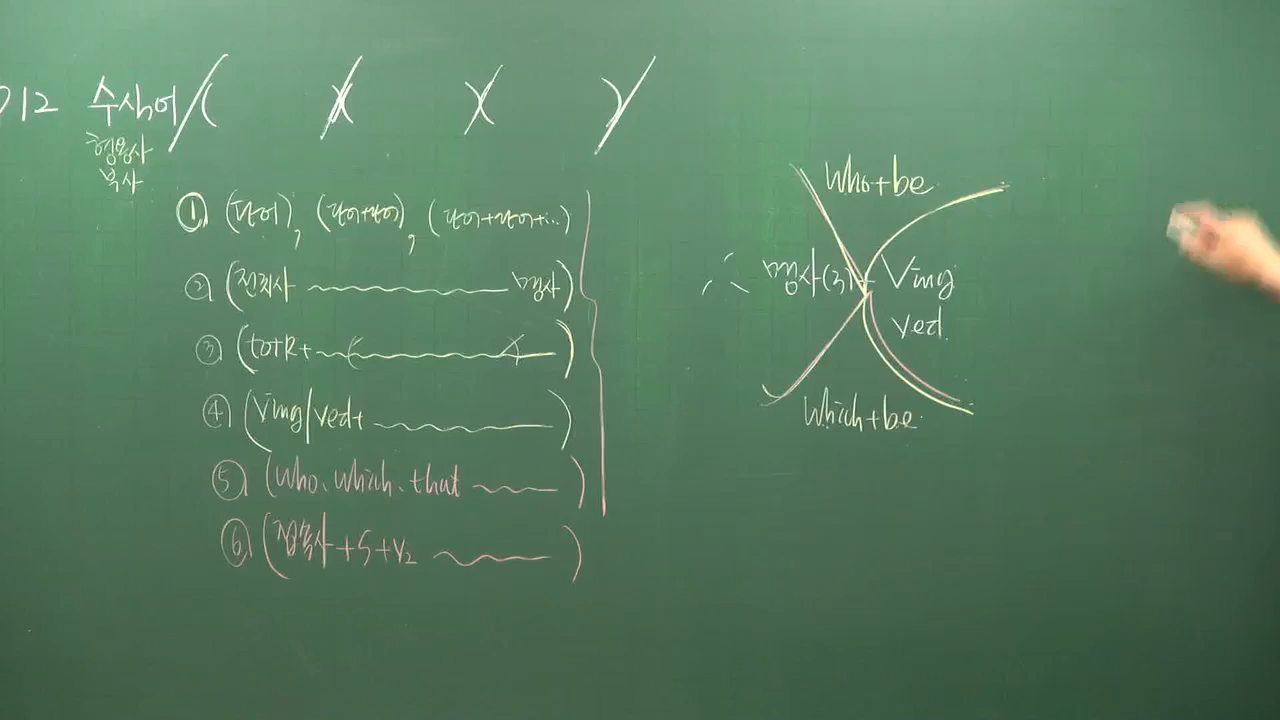 012 수식어 / ( X X )
형용사
부사
① (단어), (단어+단어), (단어+단어+...)
② (전치사 명사)
③ (to+R+ )
④ (Ving/Ved+ )
⑤ (who, which, that )
⑥ (접속사+S+V₂ )
who+be
∴ 명사(구)+Ving
Ved
which+be